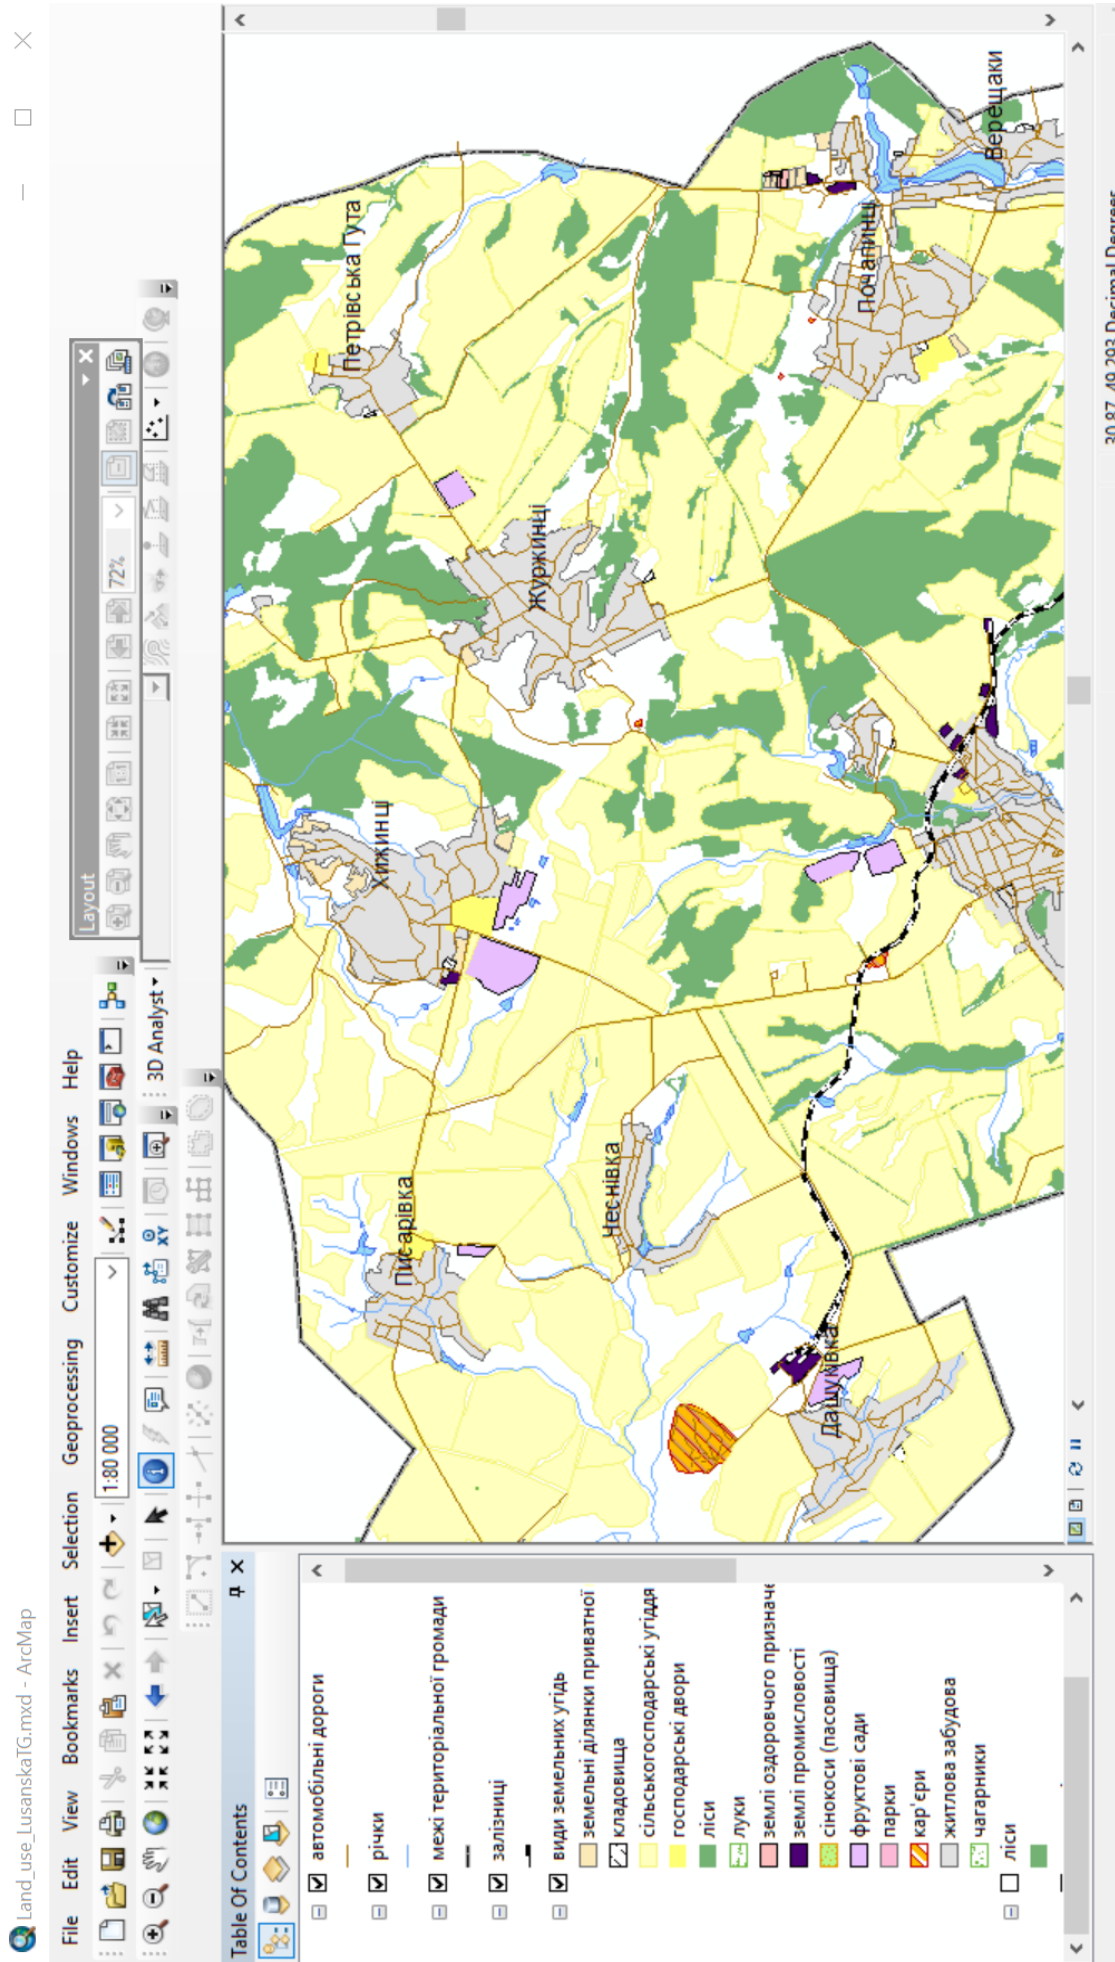 Land_use_LusanskaTG.mxd - ArcMap
File Edit View Bookmarks Insert Selection Geoprocessing Customize Windows Help
1:80 000
3D Analyst
Layout
72%
Table Of Contents
автомобільні дороги
річки
межі територіальної громади
залізниці
види земельних угідь
земельні ділянки приватної
кладовища
сільськогосподарські угіддя
господарські двори
ліси
луки
землі оздоровчого призначе
землі промисловості
сінокоси (пасовища)
фруктові сади
парки
кар'єри
житлова забудова
чагарники
ліси
Петрівська Гута
Хижинці
Писарівка
Журжинці
Чеснівка
Почапинці
Дашуківка
Верещаки
30,87 49,293 Decimal Degrees